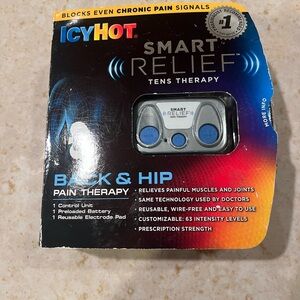 BLOCKS EVEN CHRONIC PAIN SIGNALS
ICYHOT
#1
SMART
RELIEF
TENS THERAPY
SMART
RELIEF
BACK & HIP
PAIN THERAPY
1 Control Unit
1 Preloaded Battery
1 Reusable Electrode Pad
• RELIEVES PAINFUL MUSCLES AND JOINTS
• SAME TECHNOLOGY USED BY DOCTORS
• REUSABLE, WIRE-FREE AND EASY TO USE
• CUSTOMIZABLE: 63 INTENSITY LEVELS
• PRESCRIPTION STRENGTH